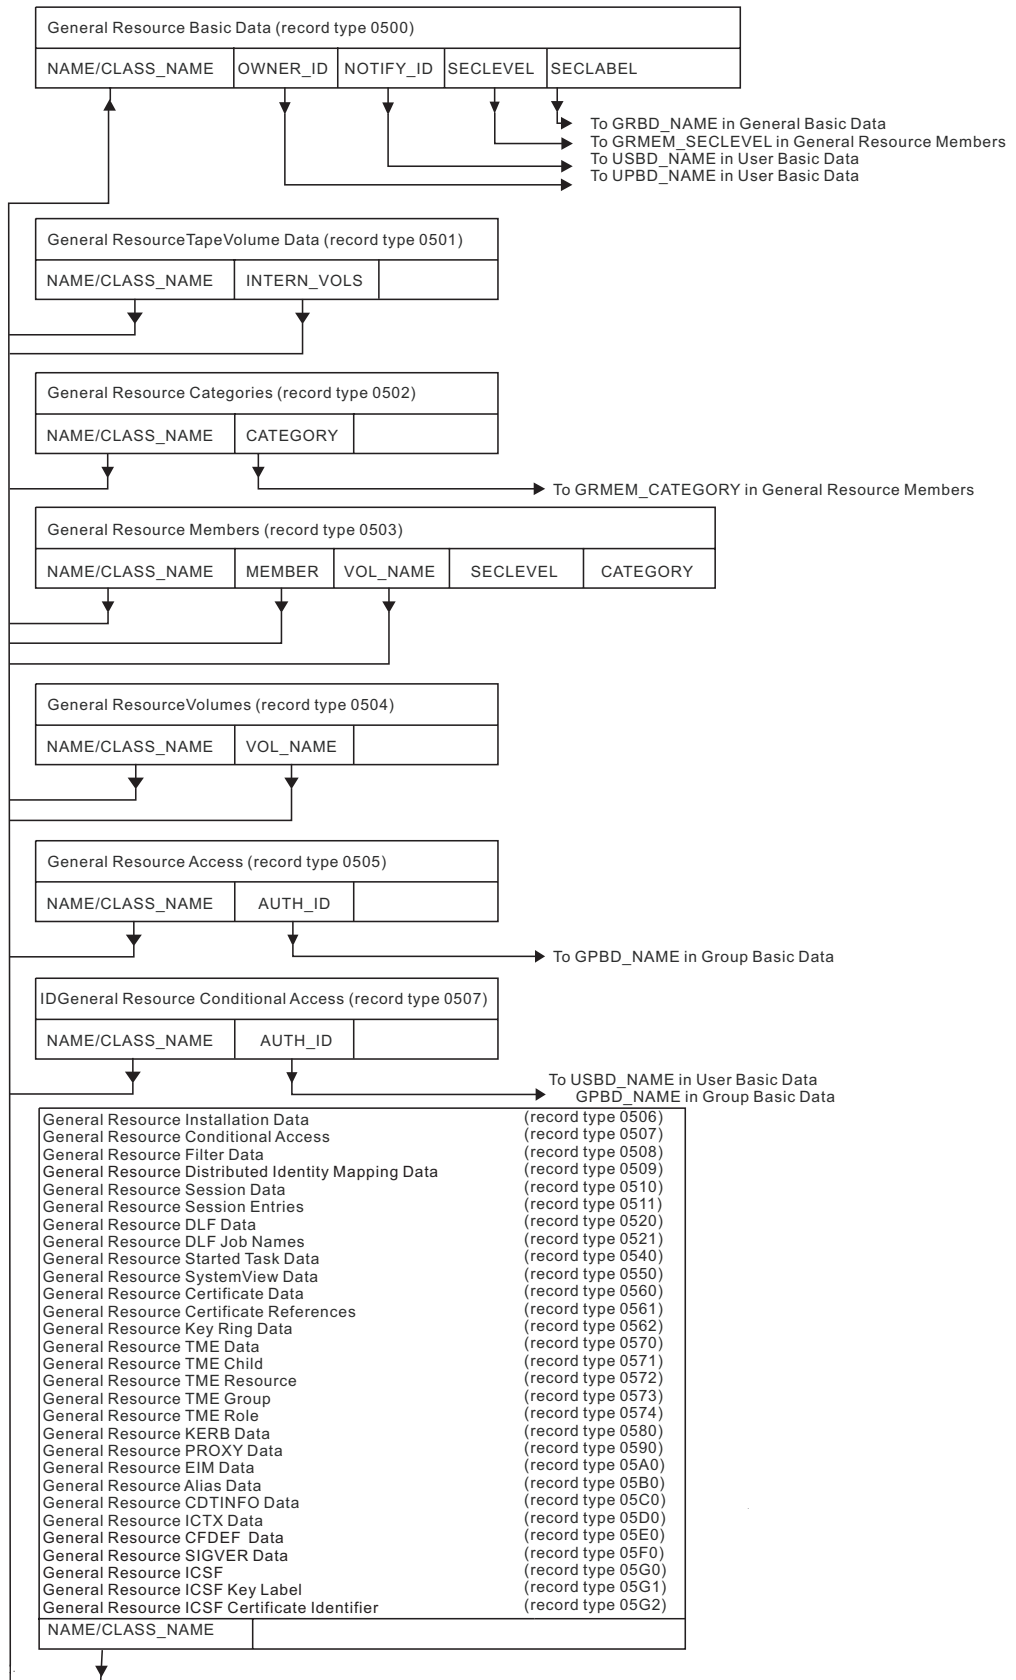 General Resource Basic Data (record type 0500)
NAME/CLASS_NAME OWNER_ID NOTIFY_ID SECLEVEL SECLABEL
To GRBD_NAME in General Basic Data
To GRMEM_SECLEVEL in General Resource Members
To USBD_NAME in User Basic Data
To UPBD_NAME in User Basic Data
General ResourceTapeVolume Data (record type 0501)
NAME/CLASS_NAME INTERN_VOLS
General Resource Categories (record type 0502)
NAME/CLASS_NAME CATEGORY
To GRMEM_CATEGORY in General Resource Members
General Resource Members (record type 0503)
NAME/CLASS_NAME MEMBER VOL_NAME SECLEVEL CATEGORY
General ResourceVolumes (record type 0504)
NAME/CLASS_NAME VOL_NAME
General Resource Access (record type 0505)
NAME/CLASS_NAME AUTH_ID
To GPBD_NAME in Group Basic Data
IDGeneral Resource Conditional Access (record type 0507)
NAME/CLASS_NAME AUTH_ID
To USBD_NAME in User Basic Data
GPBD_NAME in Group Basic Data
General Resource Installation Data (record type 0506)
General Resource Conditional Access (record type 0507)
General Resource Filter Data (record type 0508)
General Resource Distributed Identity Mapping Data (record type 0509)
General Resource Session Data (record type 0510)
General Resource Session Entries (record type 0511)
General Resource DLF Data (record type 0520)
General Resource DLF Job Names (record type 0521)
General Resource Started Task Data (record type 0540)
General Resource SystemView Data (record type 0550)
General Resource Certificate Data (record type 0560)
General Resource Certificate References (record type 0561)
General Resource Key Ring Data (record type 0562)
General Resource TME Data (record type 0570)
General Resource TME Child (record type 0571)
General Resource TME Resource (record type 0572)
General Resource TME Group (record type 0573)
General Resource TME Role (record type 0574)
General Resource KERB Data (record type 0580)
General Resource PROXY Data (record type 0590)
General Resource EIM Data (record type 05A0)
General Resource Alias Data (record type 05B0)
General Resource CDTINFO Data (record type 05C0)
General Resource ICTX Data (record type 05D0)
General Resource CFDEF Data (record type 05E0)
General Resource SIGVER Data (record type 05F0)
General Resource ICSF (record type 05G0)
General Resource ICSF Key Label (record type 05G1)
General Resource ICSF Certificate Identifier (record type 05G2)
NAME/CLASS_NAME